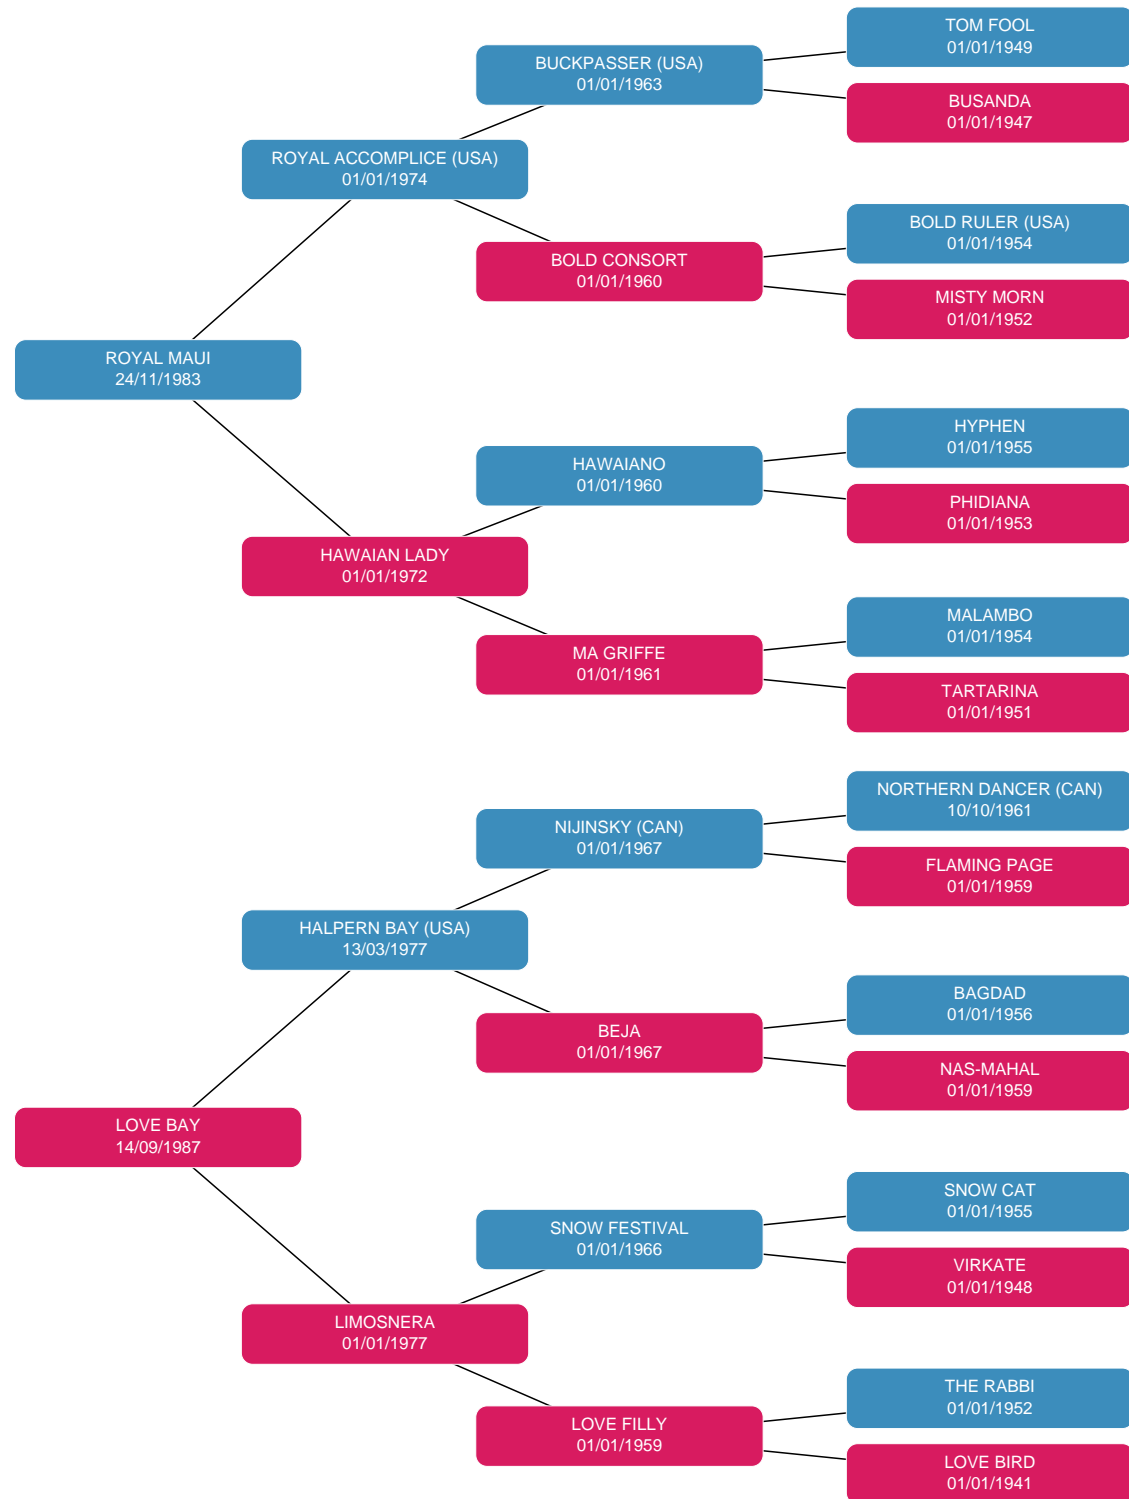 TOM FOOL
01/01/1949
BUCKPASSER (USA)
01/01/1963
BUSANDA
01/01/1947
ROYAL ACCOMPLICE (USA)
01/01/1974
BOLD RULER (USA)
01/01/1954
BOLD CONSORT
01/01/1960
MISTY MORN
01/01/1952
ROYAL MAUI
24/11/1983
HYPHEN
01/01/1955
HAWAIANO
01/01/1960
PHIDIANA
01/01/1953
HAWAIAN LADY
01/01/1972
MALAMBO
01/01/1954
MA GRIFFE
01/01/1961
TARTARINA
01/01/1951
NORTHERN DANCER (CAN)
10/10/1961
NIJINSKY (CAN)
01/01/1967
FLAMING PAGE
01/01/1959
HALPERN BAY (USA)
13/03/1977
BAGDAD
01/01/1956
BEJA
01/01/1967
NAS-MAHAL
01/01/1959
LOVE BAY
14/09/1987
SNOW CAT
01/01/1955
SNOW FESTIVAL
01/01/1966
VIRKATE
01/01/1948
LIMOSNERA
01/01/1977
THE RABBI
01/01/1952
LOVE FILLY
01/01/1959
LOVE BIRD
01/01/1941